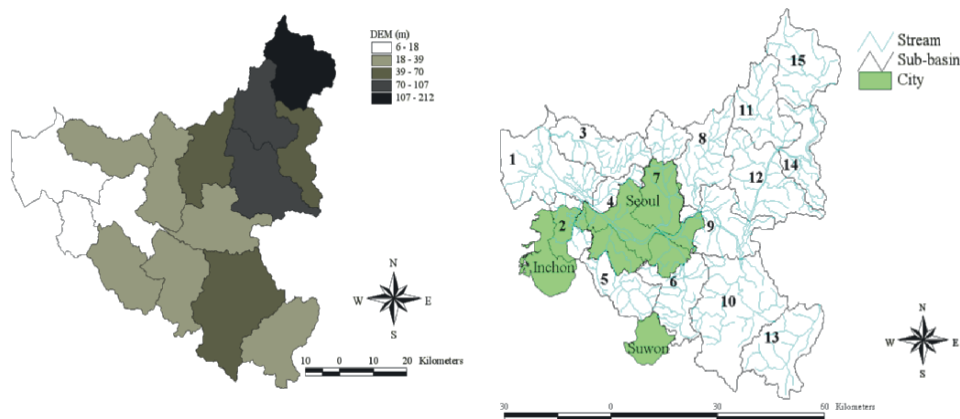 DEM (m)
6 - 18
18 - 39
39 - 70
70 - 107
107 - 212
N
W E
S
10 0 10 20 Kilometers
Stream
Sub-basin
City
15
11
3
8
1
14
7
12
4
Seoul
2
9
Inchon
5
6
10
Suwon
13
N
W E
S
30 0 30 60 Kilometers